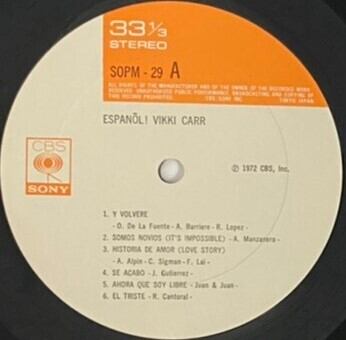 33 1/3
STEREO
SOPM - 29 A
ALL RIGHTS OF THE MANUFACTURER AND OF THE OWNER OF THE RECORDED WORK
RESERVED UNAUTHORIZED PUBLIC PERFORMANCE BROADCASTING AND COPYING OF
THIS RECORD PROHIBITED. CBS/SONY INC. TOKYO JAPAN
ESPANÕL! VIKKI CARR
CBS
SONY
℗ 1972 CBS, Inc.
1. Y VOLVERE
- O. De La Fuente - A. Barriere - R. Lopez -
2. SOMOS NOVIOS (IT'S IMPOSSIBLE) - A. Manzanero -
3. HISTORIA DE AMOR (LOVE STORY)
- A. Alpin - C. Sigman - F. Lai -
4. SE ACABO - J. Gutierrez -
5. AHORA QUE SOY LIBRE - Juan & Juan -
6. EL TRISTE - R. Cantoral -